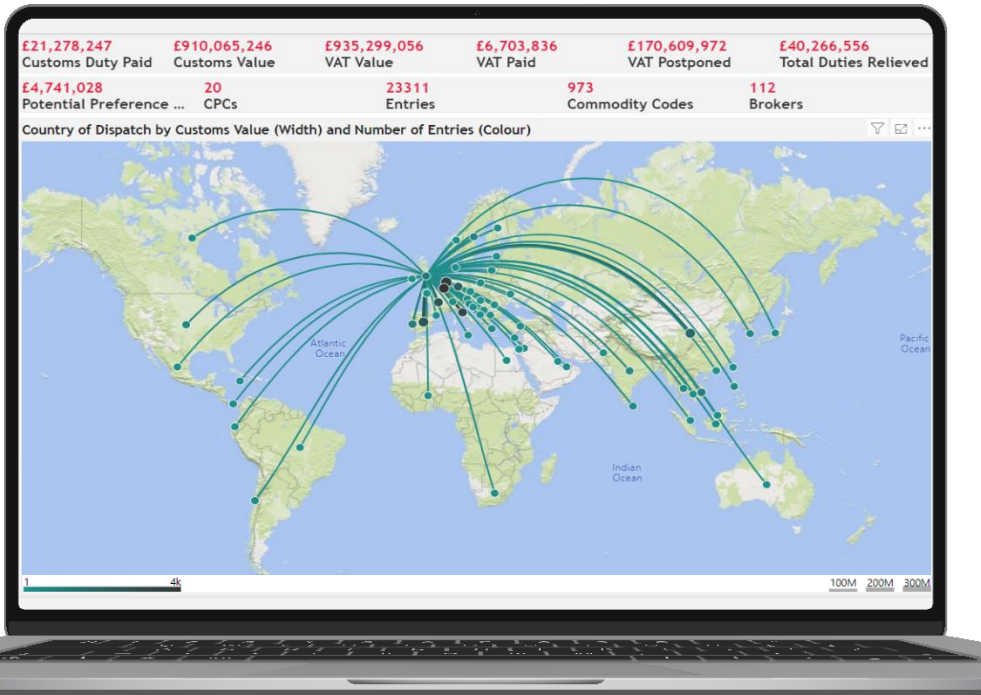 £21,278,247 £910,065,246 £935,299,056 £6,703,836 £170,609,972 £40,266,556
Customs Duty Paid Customs Value VAT Value VAT Paid VAT Postponed Total Duties Relieved
£4,741,028 20 23311 973 112
Potential Preference ... CPCs Entries Commodity Codes Brokers
Country of Dispatch by Customs Value (Width) and Number of Entries (Colour)
Atlantic
Ocean
Pacific
Ocean
Indian
Ocean
1 4k 100M 200M 300M